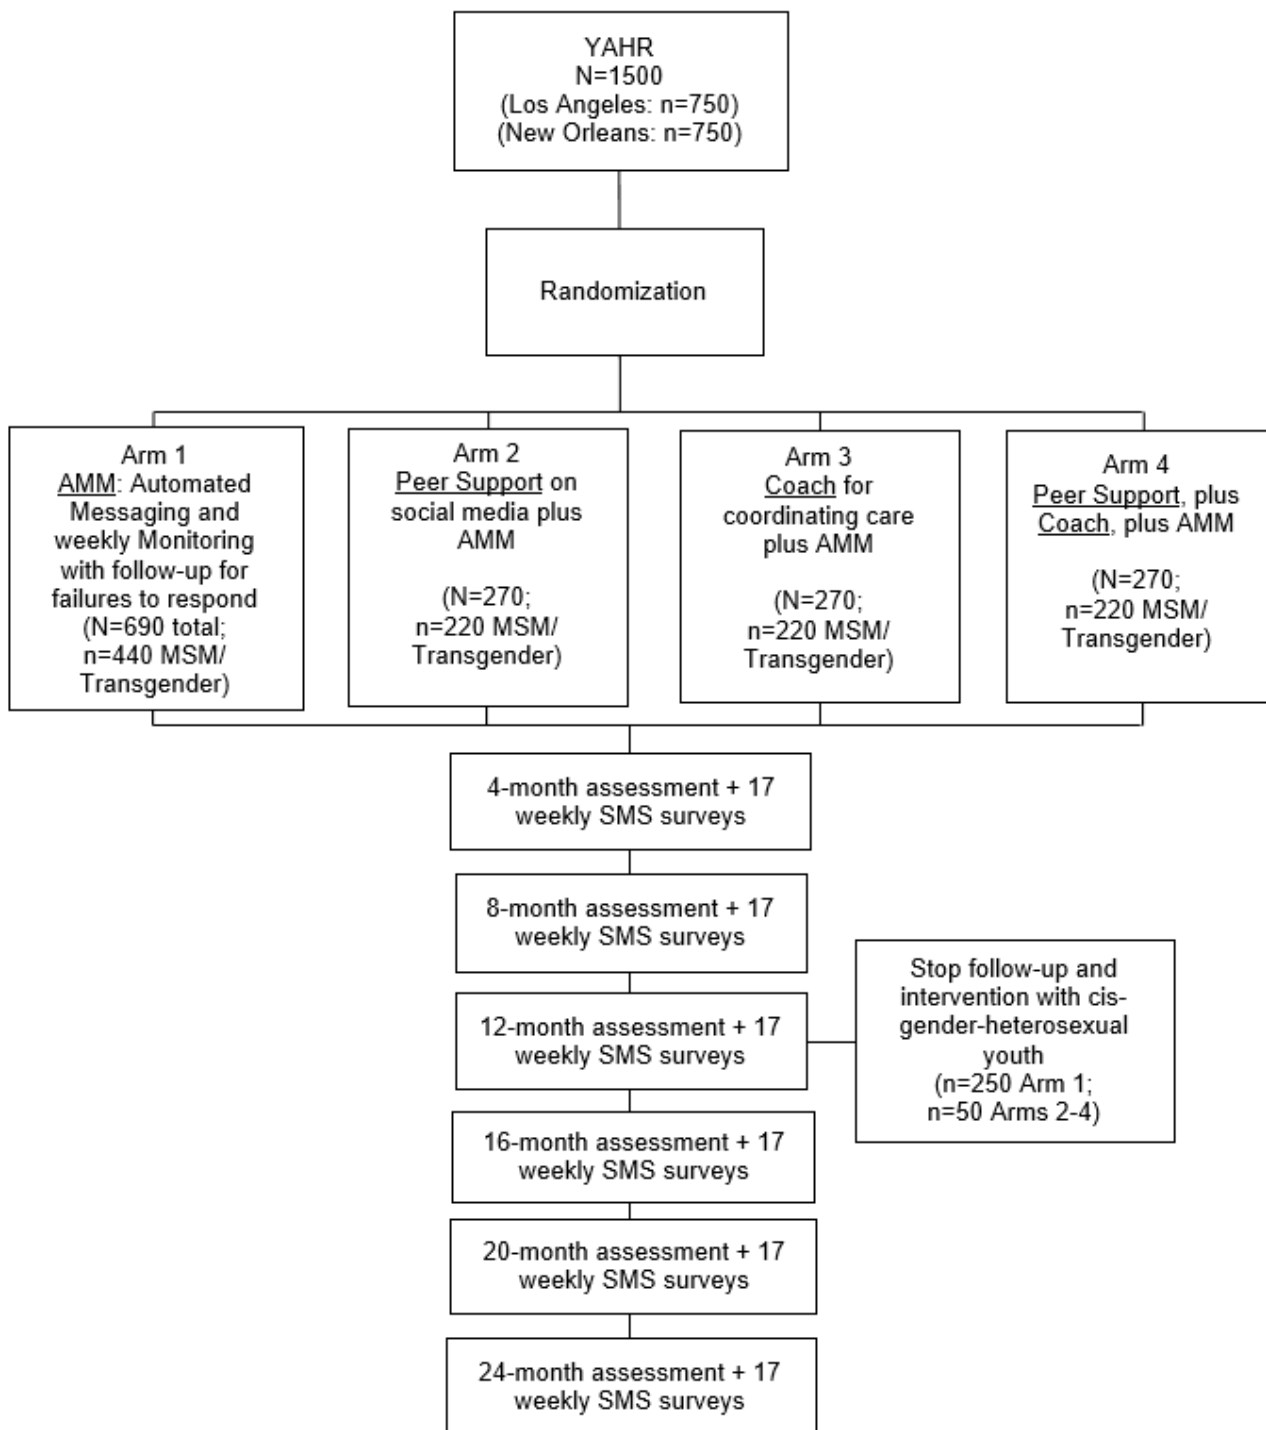 YAHR
N=1500
(Los Angeles: n=750)
(New Orleans: n=750)
Randomization
Arm 1
AMM: Automated
Messaging and
weekly Monitoring
with follow-up for
failures to respond
(N=690 total;
n=440 MSM/
Transgender)
Arm 2
Peer Support on
social media plus
AMM
(N=270;
n=220 MSM/
Transgender)
Arm 3
Coach for
coordinating care
plus AMM
(N=270;
n=220 MSM/
Transgender)
Arm 4
Peer Support, plus
Coach, plus AMM
(N=270;
n=220 MSM/
Transgender)
4-month assessment + 17
weekly SMS surveys
8-month assessment + 17
weekly SMS surveys
12-month assessment + 17
weekly SMS surveys
Stop follow-up and
intervention with cis-
gender-heterosexual
youth
(n=250 Arm 1;
n=50 Arms 2-4)
16-month assessment + 17
weekly SMS surveys
20-month assessment + 17
weekly SMS surveys
24-month assessment + 17
weekly SMS surveys